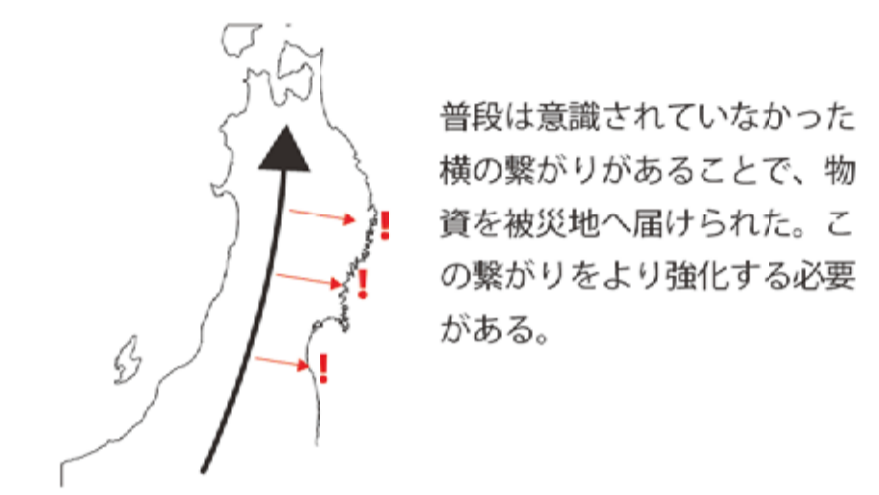 普段は意識されていなかった
横の繋がりがあることで、物
資を被災地へ届けられた。こ
の繋がりをより強化する必要
がある。
!
!
!